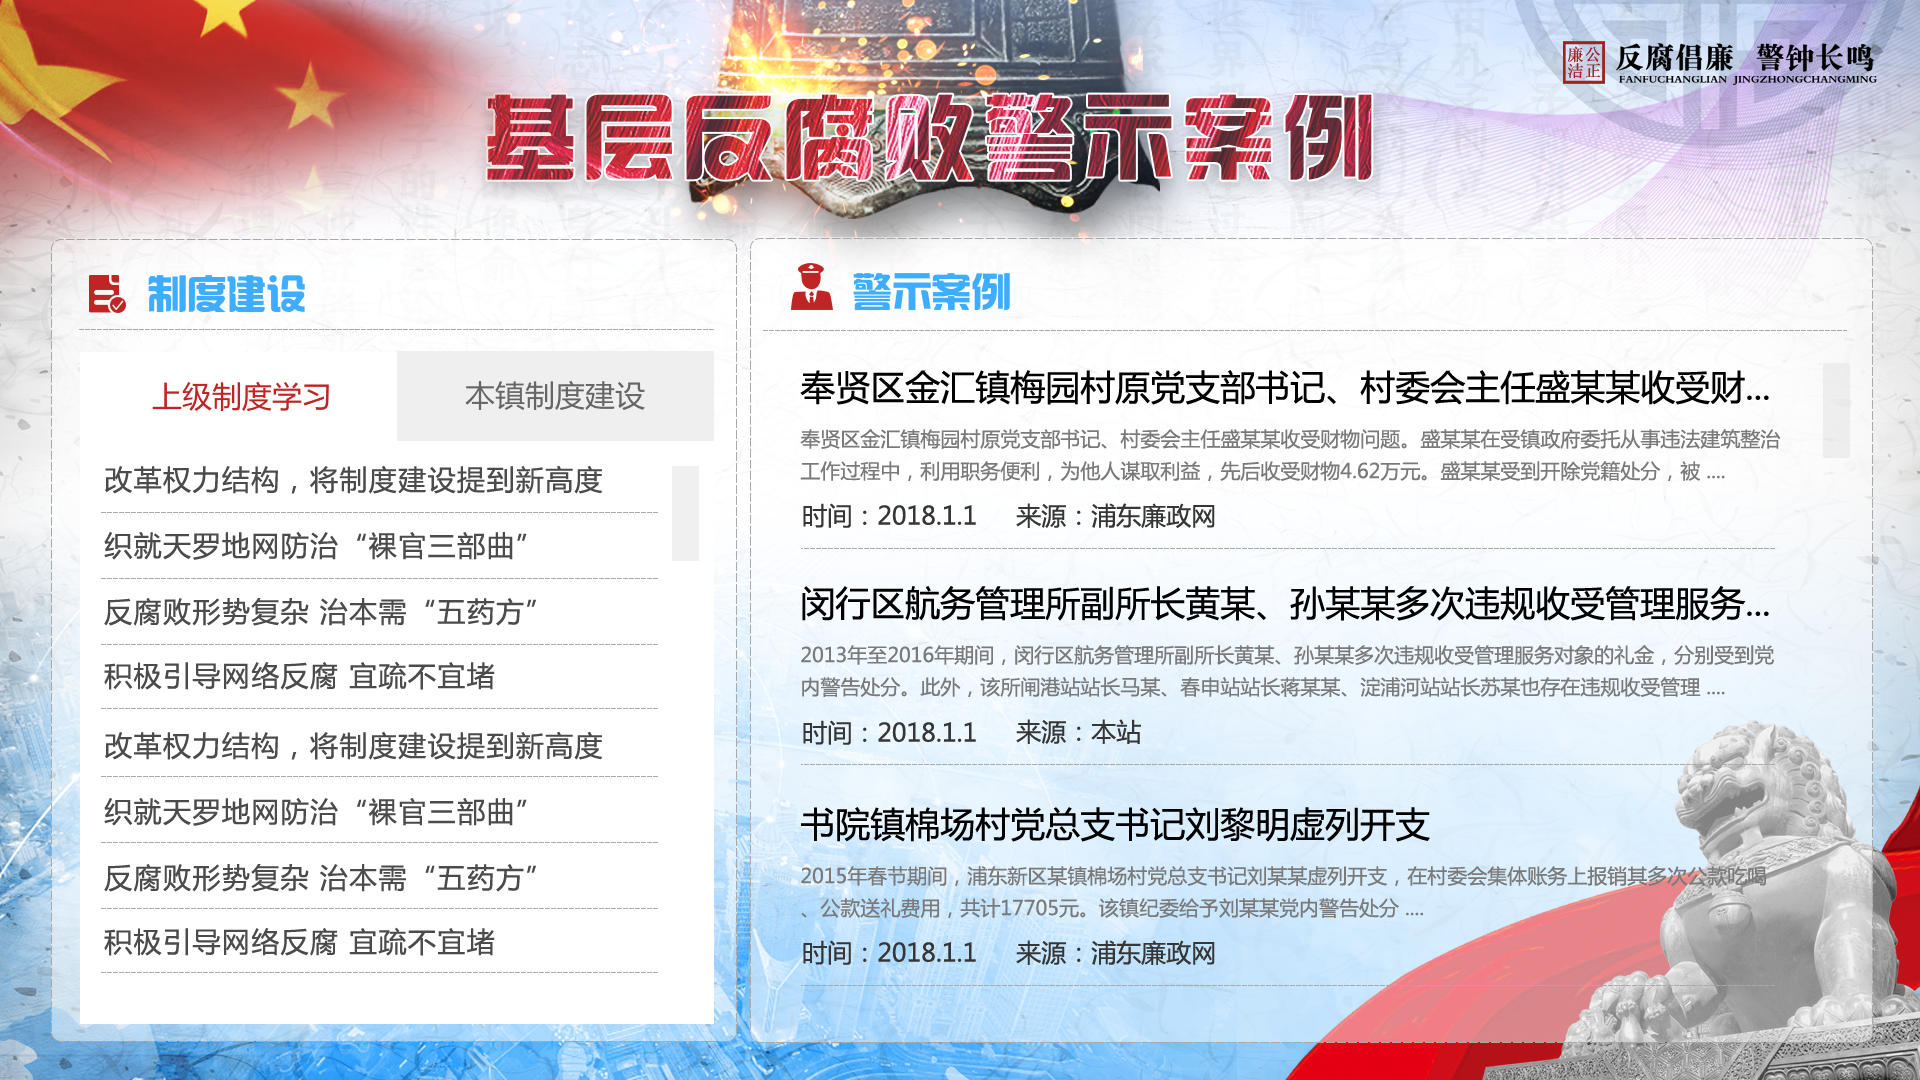 廉洁公正
反腐倡廉 警钟长鸣
FANFUCHANGLIAN JINGZHONGCHANGMING
基层反腐败警示案例
制度建设
上级制度学习 本镇制度建设
改革权力结构，将制度建设提到新高度
织就天罗地网防治“裸官三部曲”
反腐败形势复杂 治本需“五药方”
积极引导网络反腐 宜疏不宜堵
改革权力结构，将制度建设提到新高度
织就天罗地网防治“裸官三部曲”
反腐败形势复杂 治本需“五药方”
积极引导网络反腐 宜疏不宜堵
警示案例
奉贤区金汇镇梅园村原党支部书记、村委会主任盛某某收受财...
奉贤区金汇镇梅园村原党支部书记、村委会主任盛某某收受财物问题。盛某某在受镇政府委托从事违法建筑整治
工作过程中，利用职务便利，为他人谋取利益，先后收受财物4.62万元。盛某某受到开除党籍处分，被 ....
时间：2018.1.1 来源：浦东廉政网
闵行区航务管理所副所长黄某、孙某某多次违规收受管理服务...
2013年至2016年期间，闵行区航务管理所副所长黄某、孙某某多次违规收受管理服务对象的礼金，分别受到党
内警告处分。此外，该所闸港站站长马某、春申站站长蒋某某、淀浦河站站长苏某也存在违规收受管理 ....
时间：2018.1.1 来源：本站
书院镇棉场村党总支书记刘黎明虚列开支
2015年春节期间，浦东新区某镇棉场村党总支书记刘某某虚列开支，在村委会集体账务上报销其多次公款吃喝
、公款送礼费用，共计17705元。该镇纪委给予刘某某党内警告处分 ....
时间：2018.1.1 来源：浦东廉政网